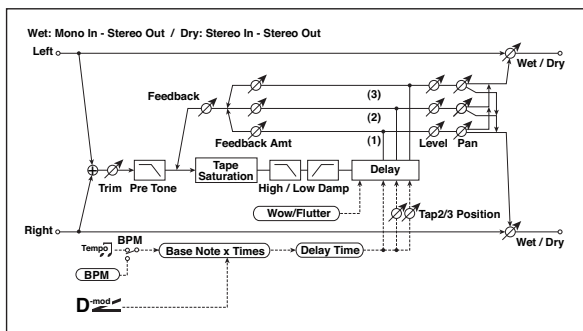 Wet: Mono In - Stereo Out / Dry: Stereo In - Stereo Out
Left
Wet / Dry
(3)
Feedback
(2)
(1)
Feedback Amt
Level
Pan
Trim
Pre Tone
Tape
Saturation
High / Low Damp
Delay
Wow/Flutter
Tap2/3 Position
Right
Wet / Dry
Tempo
BPM
Base Note x Times
Delay Time
BPM
D-mod